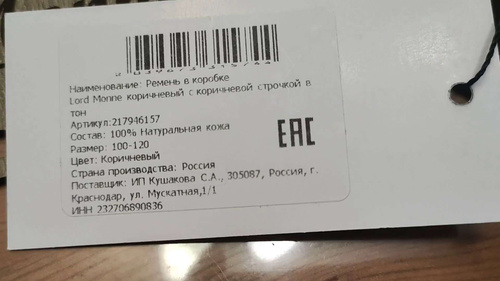 Наименование: Ремень в коробке
Lord Monne коричневый с коричневой строчкой в
тон
Артикул:217946157
Состав: 100% Натуральная кожа
Размер: 100-120
Цвет: Коричневый
Страна производства: Россия
Поставщик: ИП Кушакова С.А., 305087, Россия, г.
Краснодар, ул. Мускатная,1/1
ИНН 232706890836
EAC